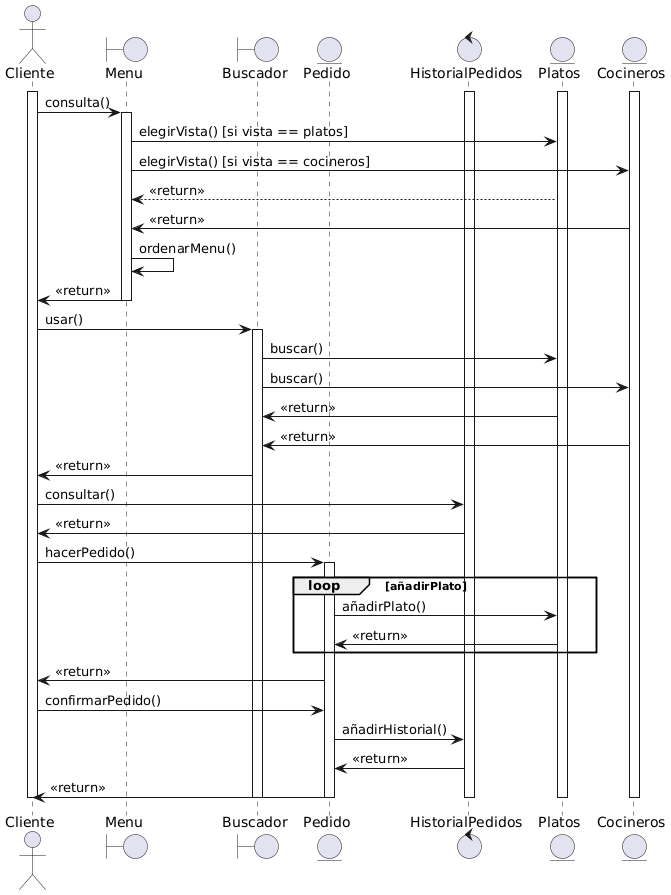 Cliente Menu Buscador Pedido HistorialPedidos Platos Cocineros
consulta()
elegirVista() [si vista == platos]
elegirVista() [si vista == cocineros]
«return»
«return»
ordenarMenu()
«return»
usar()
buscar()
buscar()
«return»
«return»
«return»
consultar()
«return»
hacerPedido()
loop [añadirPlato]
añadirPlato()
«return»
«return»
confirmarPedido()
añadirHistorial()
«return»
«return»
Cliente Menu Buscador Pedido HistorialPedidos Platos Cocineros